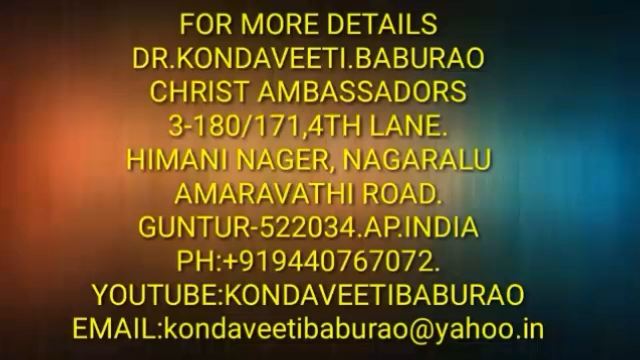 FOR MORE DETAILS
DR.KONDAVEETI.BABURAO
CHRIST AMBASSADORS
3-180/171,4TH LANE.
HIMANI NAGER, NAGARALU
AMARAVATHI ROAD.
GUNTUR-522034.AP.INDIA
PH:+919440767072.
YOUTUBE:KONDAVEETIBABURAO
EMAIL:kondaveetibaburao@yahoo.in